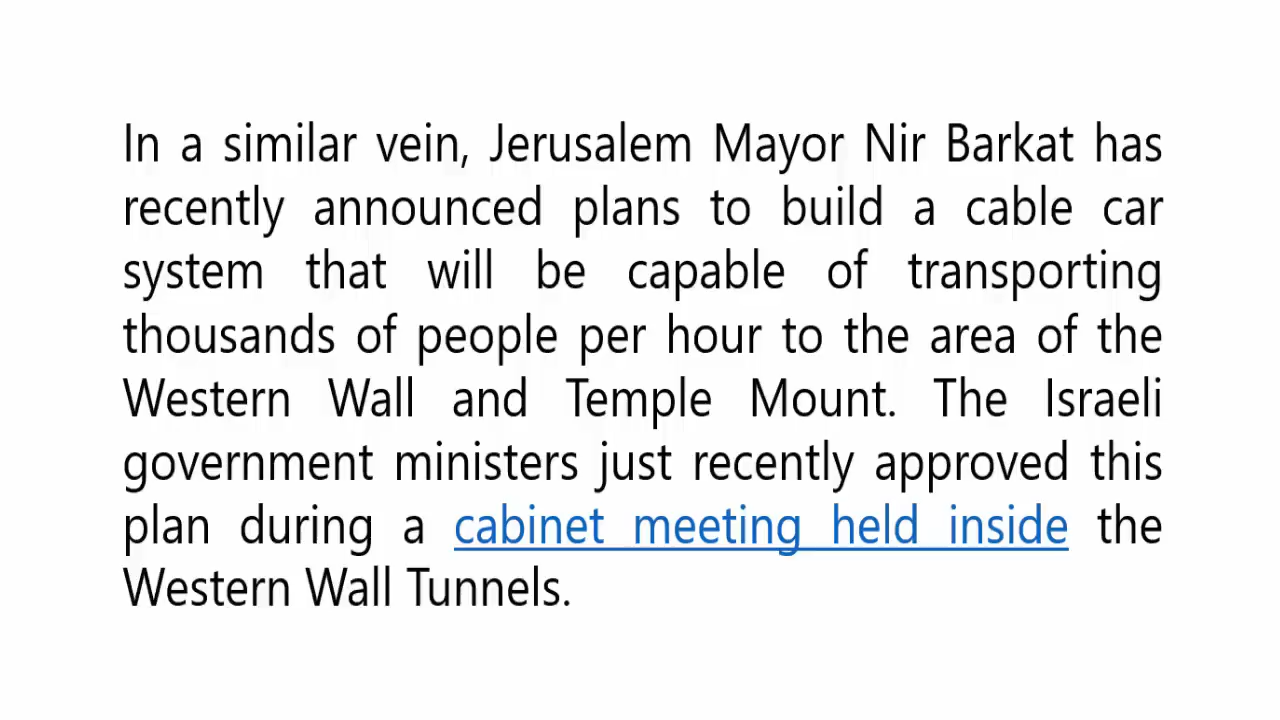 In a similar vein, Jerusalem Mayor Nir Barkat has
recently announced plans to build a cable car
system that will be capable of transporting
thousands of people per hour to the area of the
Western Wall and Temple Mount. The Israeli
government ministers just recently approved this
plan during a cabinet meeting held inside the
Western Wall Tunnels.